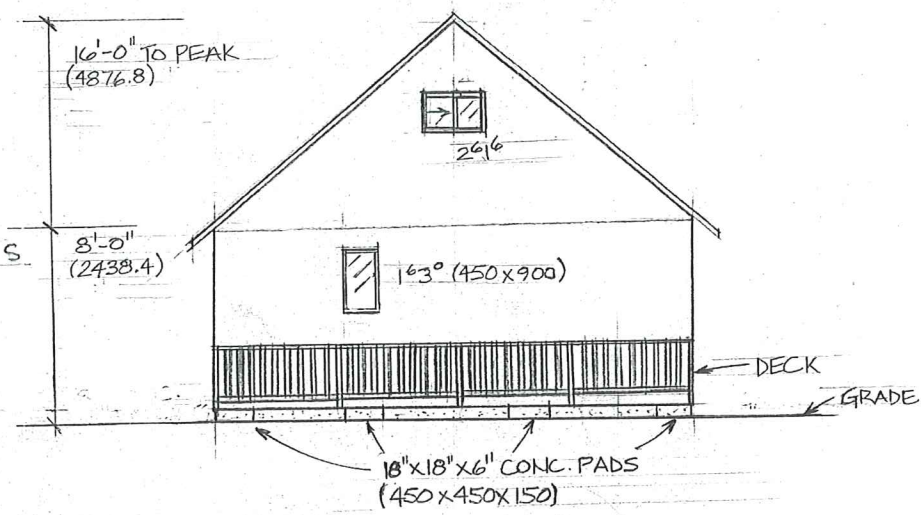 16'-0" TO PEAK
(4876.8)
2⁶1⁶
S
8'-0"
(2438.4)
1⁶3⁰ (450x900)
DECK
GRADE
18"x18"x6" CONC. PADS
(450x450x150)